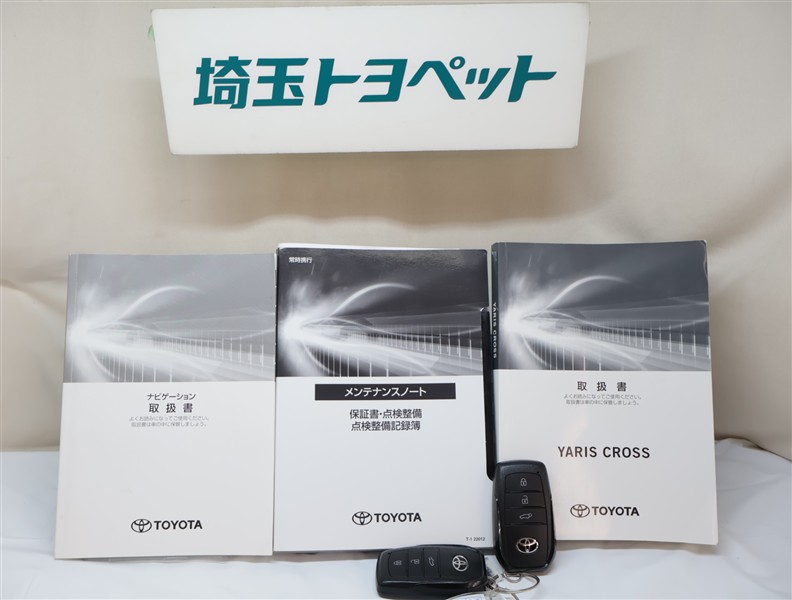 埼玉トヨペット
ナビゲーション
取扱書
よくお読みになってご使用ください。
取扱書は車の中に保管しましょう。
TOYOTA
常時携行
メンテナンスノート
保証書・点検整備
点検整備記録簿
TOYOTA
YARIS CROSS
取扱書
よくお読みになってご使用ください。
取扱書は車の中に保管しましょう。
YARIS CROSS
TOYOTA